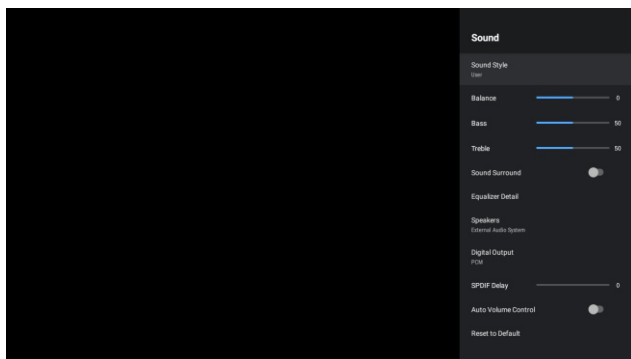 Sound
Sound Style
User
Balance 0
Bass 50
Treble 50
Sound Surround
Equalizer Detail
Speakers
External Audio System
Digital Output
PCM
SPDIF Delay 0
Auto Volume Control
Reset to Default